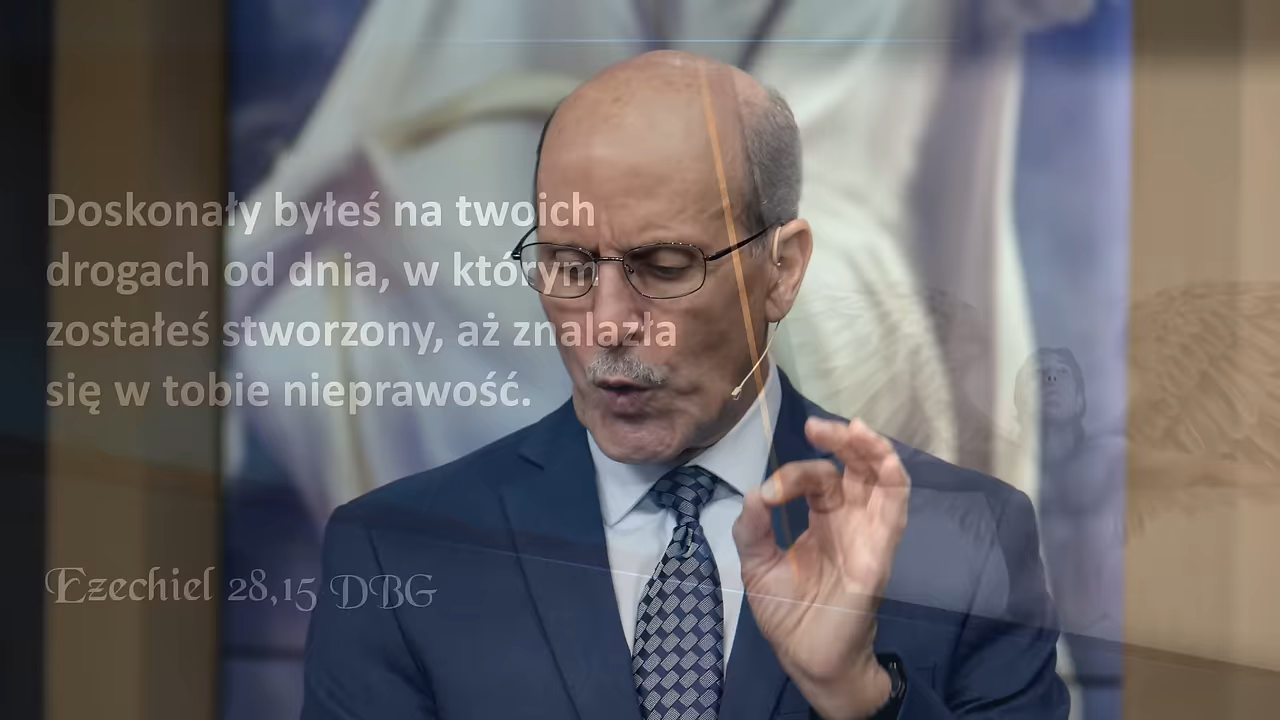 Doskonały byłeś na twoich
drogach od dnia, w którym
zostałeś stworzony, aż znalazła
się w tobie nieprawość.
Ezechiel 28,15 DBG